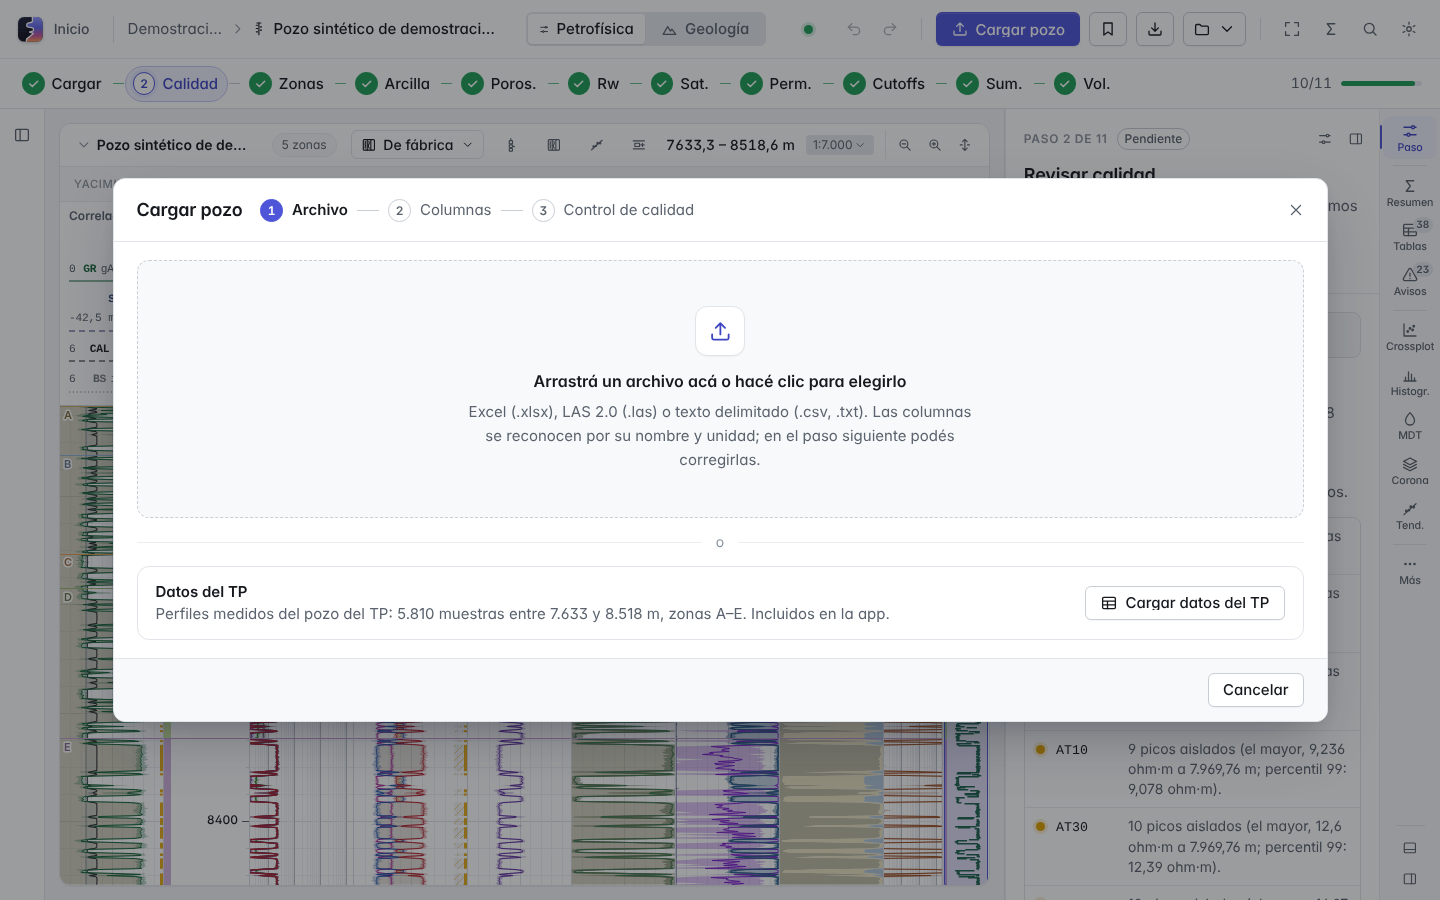 Inicio
Demostraci...
Pozo sintético de demostraci...
Petrofísica
Geología
Cargar pozo
Cargar
2 Calidad
Zonas
Arcilla
Poros.
Rw
Sat.
Perm.
Cutoffs
Sum.
Vol.
10/11
Pozo sintético de de...
5 zonas
De fábrica
7633,3 – 8518,6 m
1:7.000
PASO 2 DE 11
Pendiente
Revisar calidad
Paso
Resumen
38
Tablas
23
Avisos
Crossplot
Histogr.
MDT
Corona
Tend.
Más
Cargar pozo
1 Archivo
2 Columnas
3 Control de calidad
Arrastrá un archivo acá o hacé clic para elegirlo
Excel (.xlsx), LAS 2.0 (.las) o texto delimitado (.csv, .txt). Las columnas
se reconocen por su nombre y unidad; en el paso siguiente podés
corregirlas.
o
Datos del TP
Perfiles medidos del pozo del TP: 5.810 muestras entre 7.633 y 8.518 m, zonas A–E. Incluidos en la app.
Cargar datos del TP
Cancelar
0 GR
-42,5
6 CAL
6 BS
A
B
C
D
E
8400
AT10
9 picos aislados (el mayor, 9,236
ohm·m a 7.969,76 m; percentil 99:
9,078 ohm·m).
AT30
10 picos aislados (el mayor, 12,6
ohm·m a 7.969,76 m; percentil 99:
12,39 ohm·m).